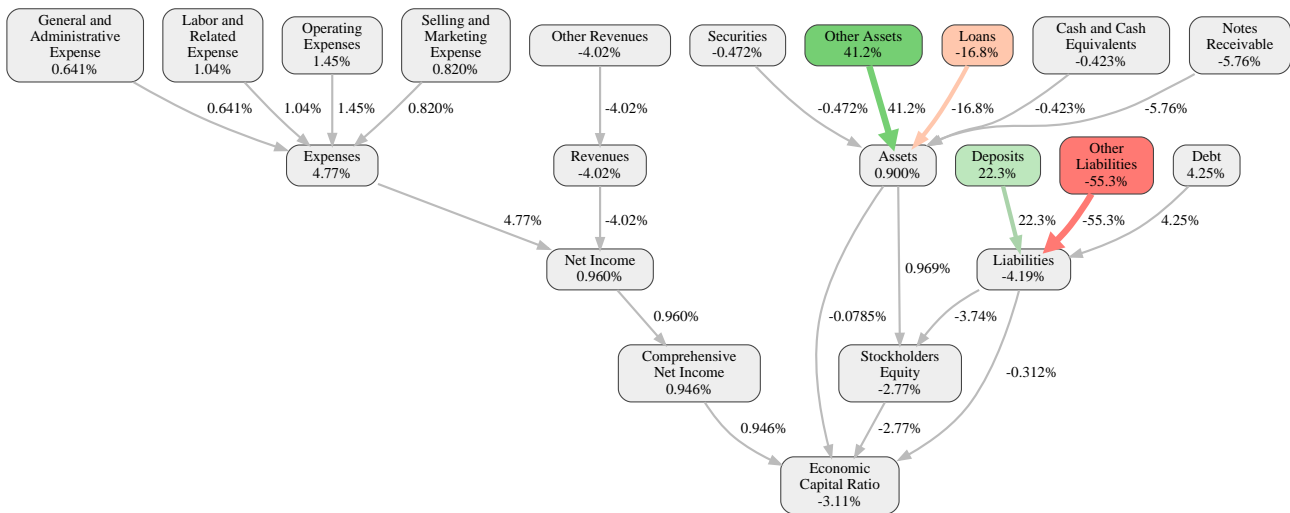 General and
Administrative
Expense
0.641%
Labor and
Related
Expense
1.04%
Operating
Expenses
1.45%
Selling and
Marketing
Expense
0.820%
Other Revenues
-4.02%
Securities
-0.472%
Other Assets
41.2%
Loans
-16.8%
Cash and Cash
Equivalents
-0.423%
Notes
Receivable
-5.76%
0.641%
1.04%
1.45%
0.820%
-4.02%
-0.472%
41.2%
-16.8%
-0.423%
-5.76%
Expenses
4.77%
Revenues
-4.02%
Assets
0.900%
Deposits
22.3%
Other
Liabilities
-55.3%
Debt
4.25%
4.77%
-4.02%
22.3%
-55.3%
4.25%
Net Income
0.960%
0.969%
Liabilities
-4.19%
0.960%
-0.0785%
-3.74%
Comprehensive
Net Income
0.946%
Stockholders
Equity
-2.77%
-0.312%
0.946%
-2.77%
Economic
Capital Ratio
-3.11%